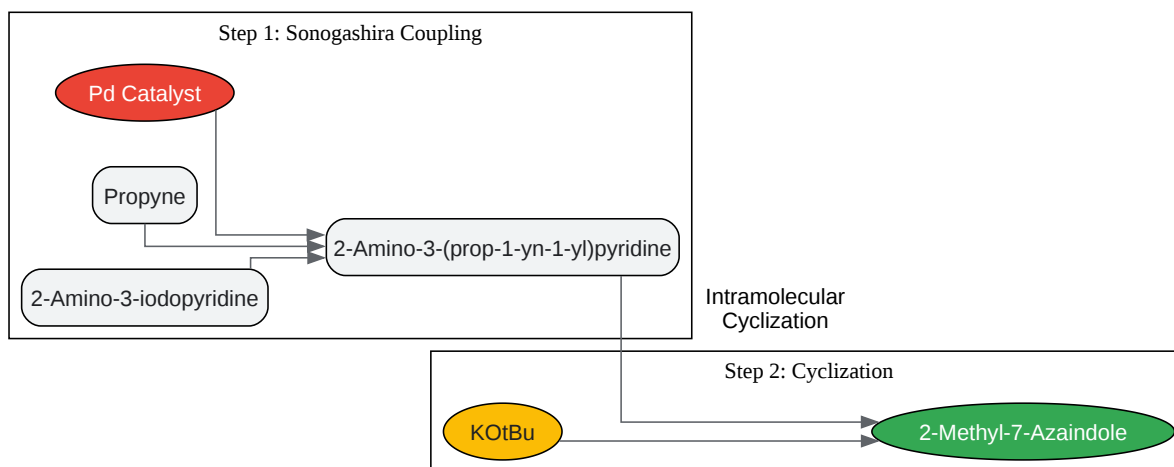 Step 1: Sonogashira Coupling
Pd Catalyst
Propyne
2-Amino-3-(prop-1-yn-1-yl)pyridine
2-Amino-3-iodopyridine
Intramolecular
Cyclization
Step 2: Cyclization
KOtBu
2-Methyl-7-Azaindole